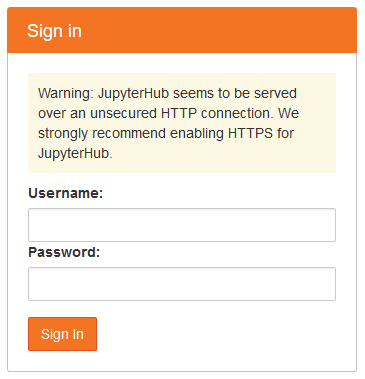 Sign in
Warning: JupyterHub seems to be served
over an unsecured HTTP connection. We
strongly recommend enabling HTTPS for
JupyterHub.
Username:
Password:
Sign In